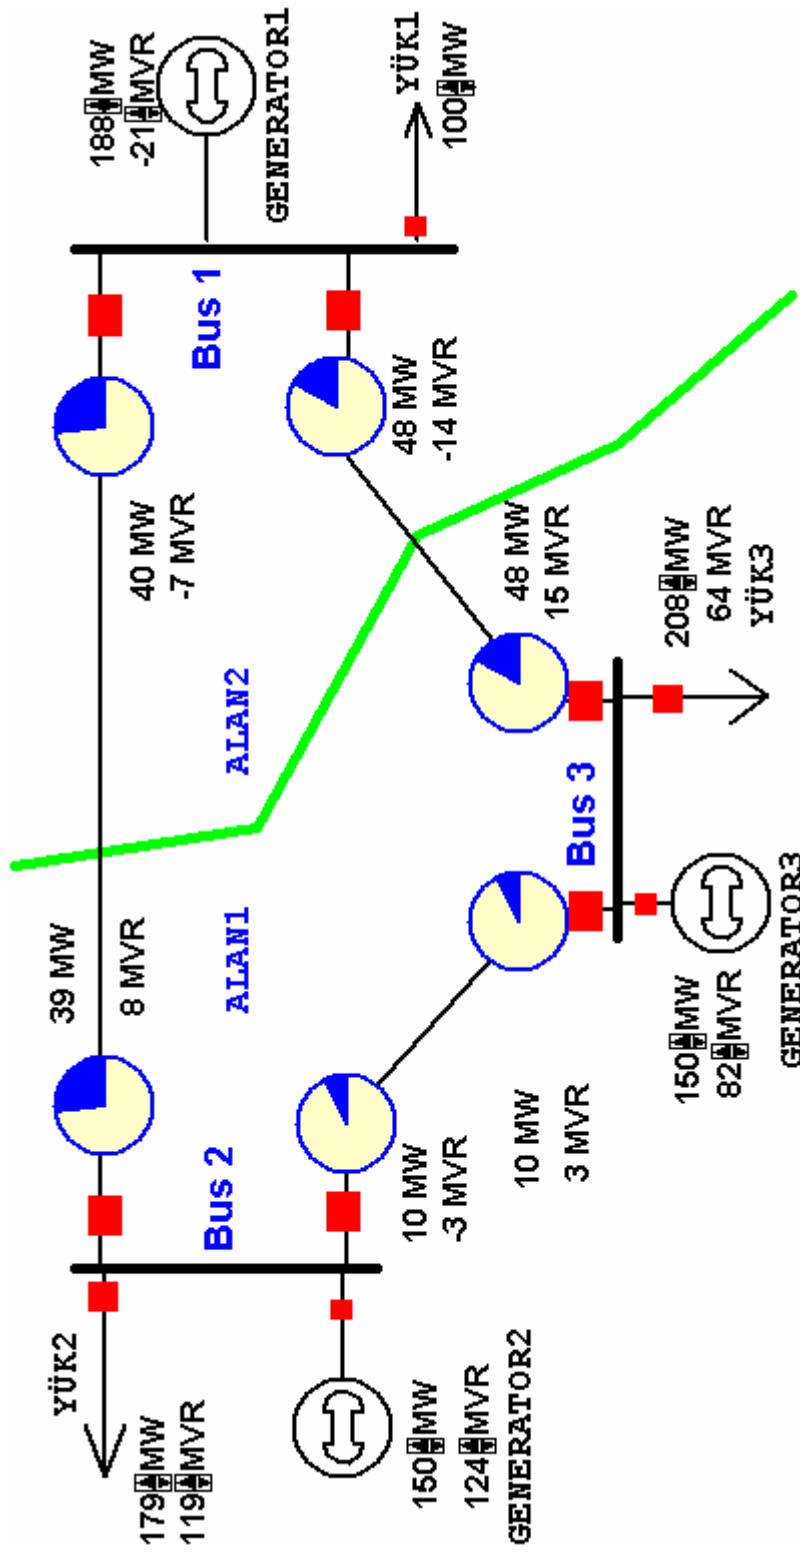 YÜK2
179 MW
119 MVR
39 MW
8 MVR
40 MW
-7 MVR
188 MW
-21 MVR
GENERATOR1
Bus 2
ALAN1
ALAN2
Bus 1
150 MW
124 MVR
GENERATOR2
10 MW
-3 MVR
10 MW
3 MVR
48 MW
-14 MVR
48 MW
15 MVR
YÜK1
100 MW
Bus 3
150 MW
82 MVR
GENERATOR3
208 MW
64 MVR
YÜK3